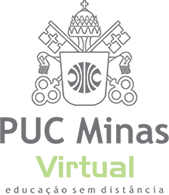 PUC Minas
Virtual
educação sem distância